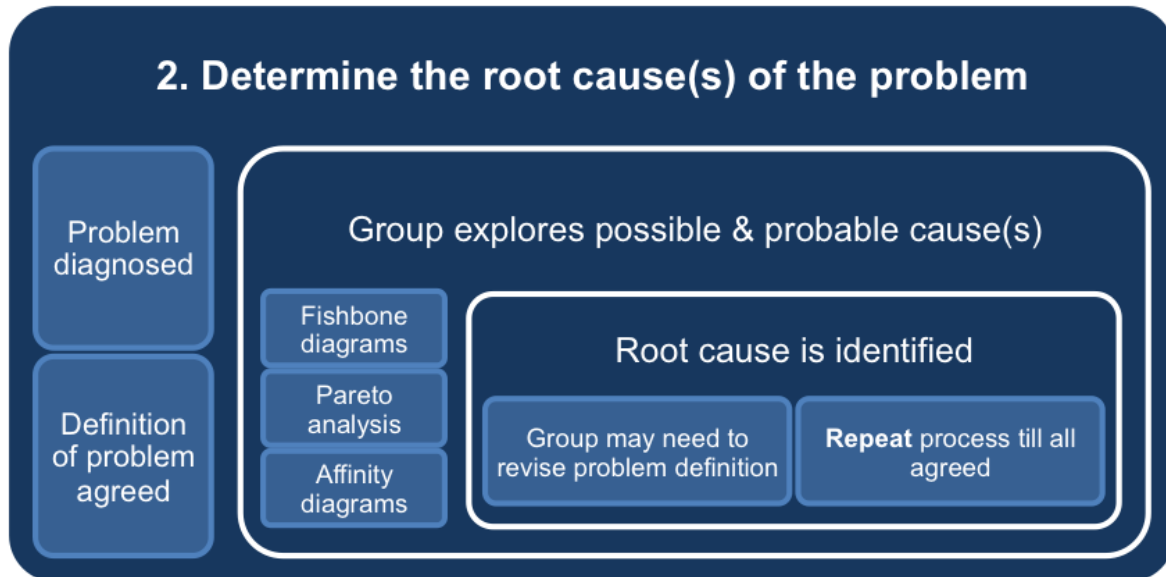 2. Determine the root cause(s) of the problem
Problem
diagnosed
Definition
of problem
agreed
Group explores possible & probable cause(s)
Fishbone
diagrams
Pareto
analysis
Affinity
diagrams
Root cause is identified
Group may need to
revise problem definition
Repeat process till all
agreed